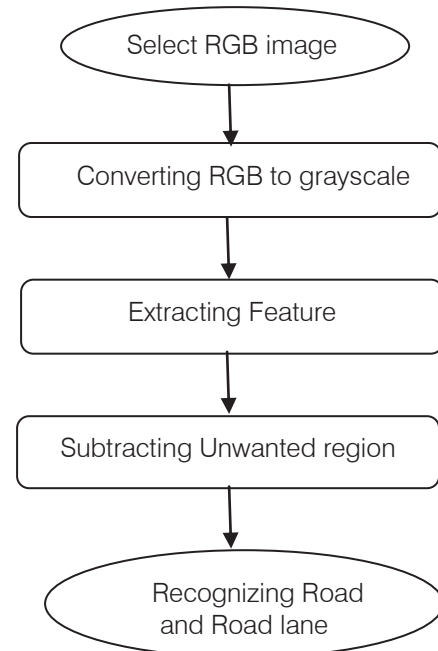 Select RGB image
Converting RGB to grayscale
Extracting Feature
Subtracting Unwanted region
Recognizing Road
and Road lane